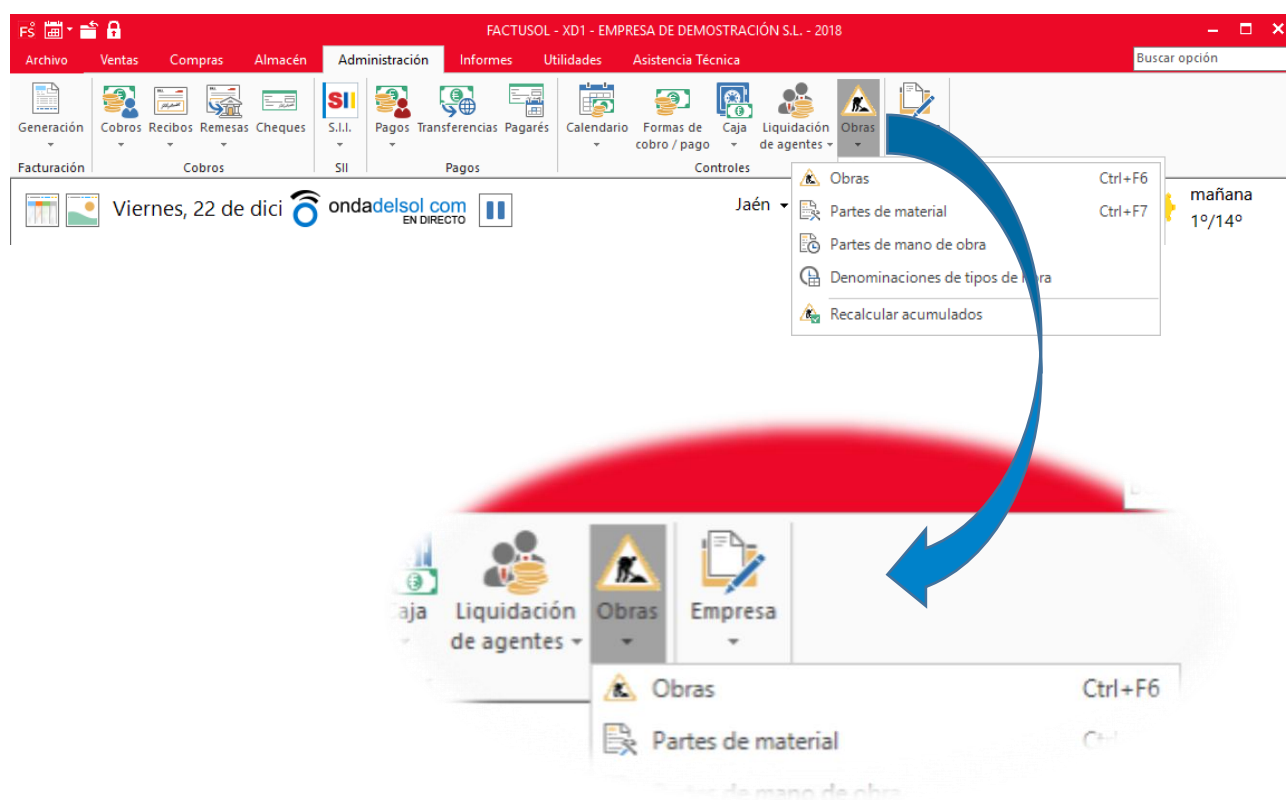 FS
FACTUSOL - XD1 - EMPRESA DE DEMOSTRACIÓN S.L. - 2018
Archivo Ventas Compras Almacén Administración Informes Utilidades Asistencia Técnica Buscar opción
SII
Generación Cobros Recibos Remesas Cheques S.I.I. Pagos Transferencias Pagarés Calendario Formas de cobro / pago Caja Liquidación de agentes Obras
Facturación Cobros SII Pagos Controles
Obras Ctrl+F6
Partes de material Ctrl+F7
Partes de mano de obra
Denominaciones de tipos de
Recalcular acumulados
Viernes, 22 de dici
ondadelsol com
EN DIRECTO
Jaén
mañana
1º/14º
Liquidación de agentes Obras Empresa
Obras Ctrl+F6
Partes de material
de mano de obra